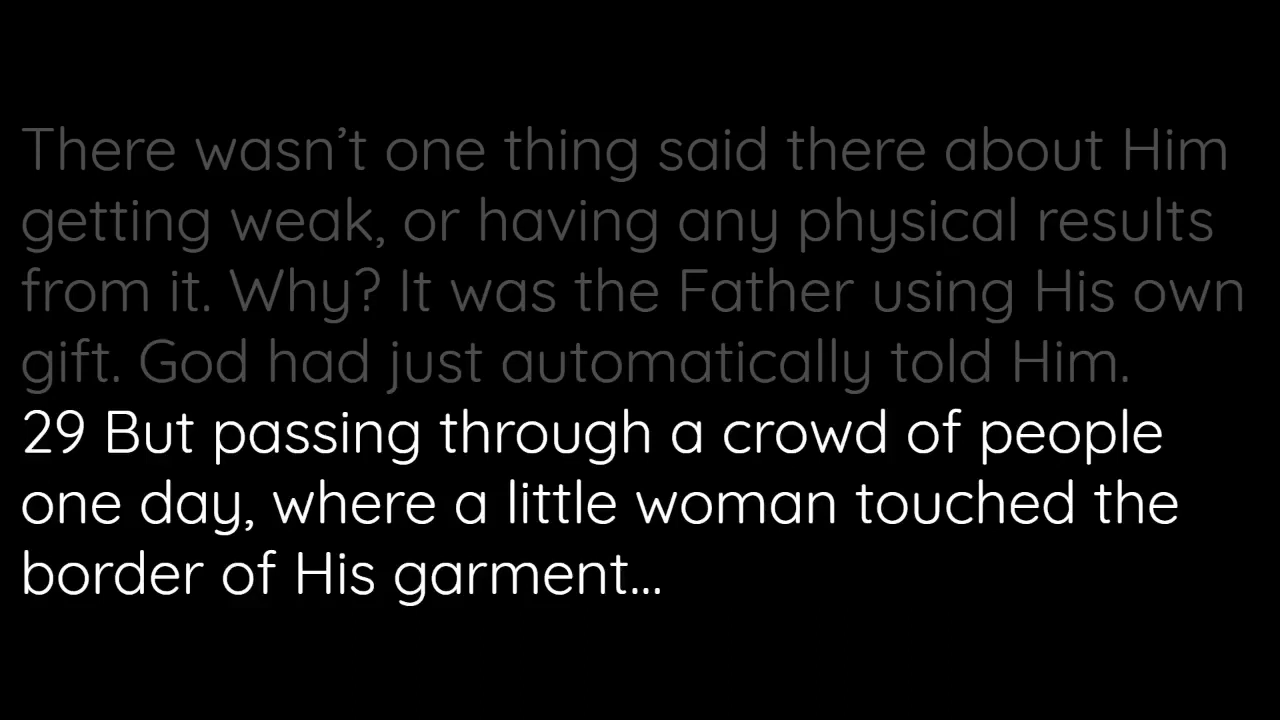 There wasn’t one thing said there about Him
getting weak, or having any physical results
from it. Why? It was the Father using His own
gift. God had just automatically told Him.
29 But passing through a crowd of people
one day, where a little woman touched the
border of His garment...